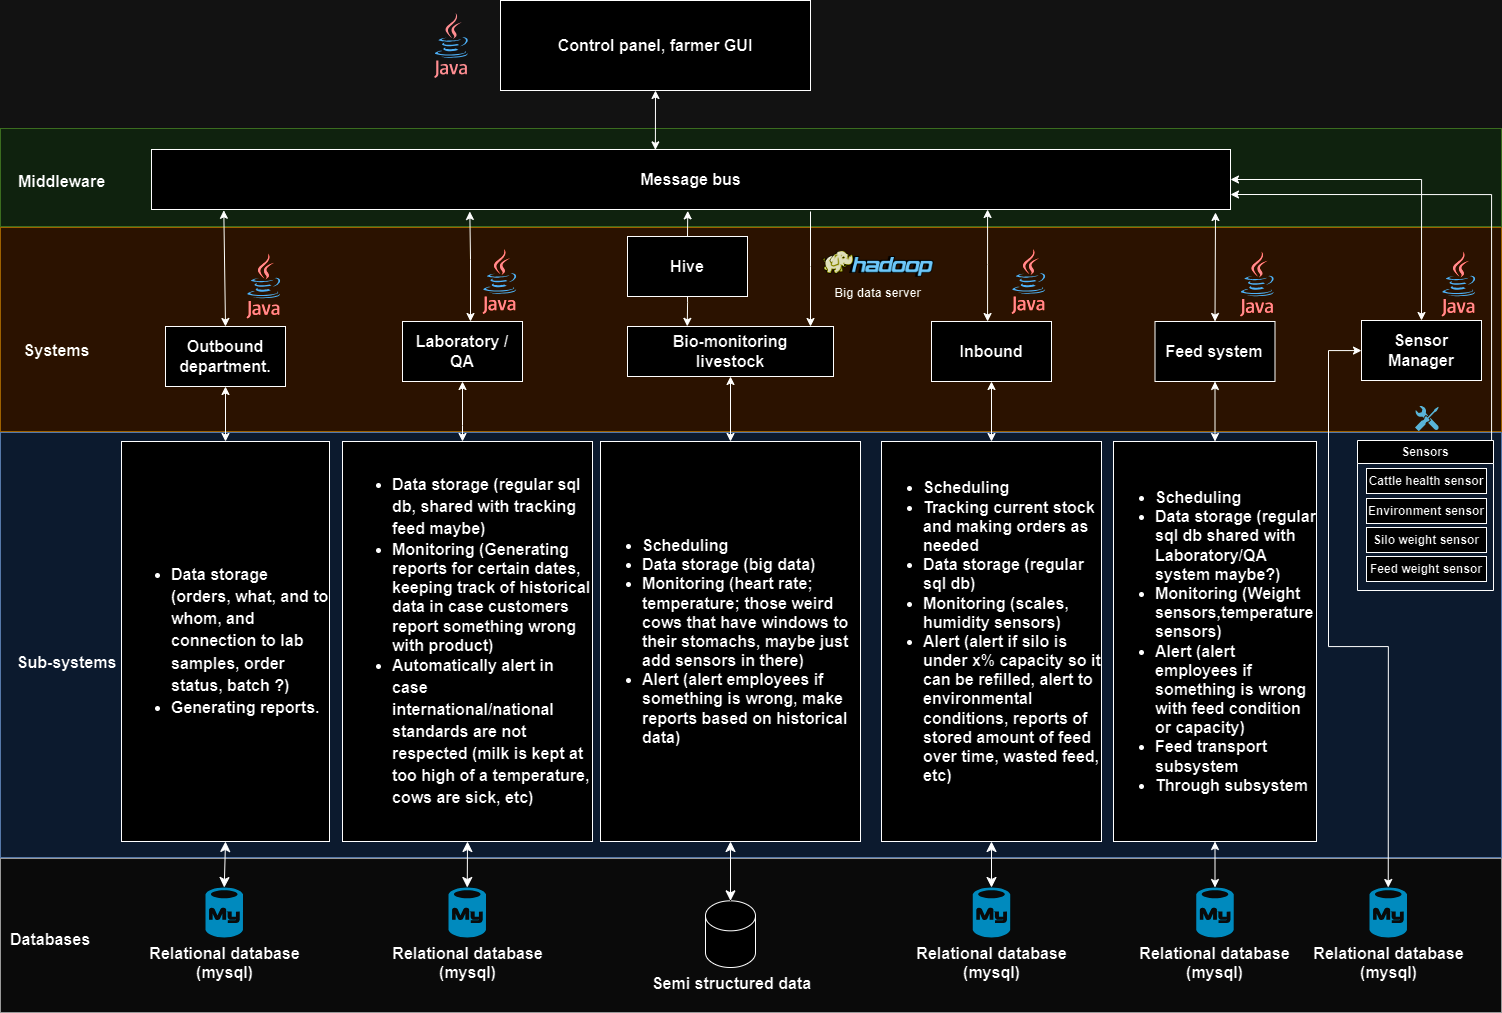 Java
Control panel, farmer GUI
Middleware
Message bus
Systems
Java
Outbound
department.
Java
Laboratory /
QA
Hive
hadoop
Big data server
Bio-monitoring
livestock
Java
Inbound
Java
Feed system
Java
Sensor
Manager
Sub-systems
• Data storage
(orders, what, and to
whom, and
connection to lab
samples, order
status, batch ?)
• Generating reports.
• Data storage (regular sql
db, shared with tracking
feed maybe)
• Monitoring (Generating
reports for certain dates,
keeping track of historical
data in case customers
report something wrong
with product)
• Automatically alert in
case
international/national
standards are not
respected (milk is kept at
too high of a temperature,
cows are sick, etc)
• Scheduling
• Data storage (big data)
• Monitoring (heart rate;
temperature; those weird
cows that have windows to
their stomachs, maybe just
add sensors in there)
• Alert (alert employees if
something is wrong, make
reports based on historical
data)
• Scheduling
• Tracking current stock
and making orders as
needed
• Data storage (regular
sql db)
• Monitoring (scales,
humidity sensors)
• Alert (alert if silo is
under x% capacity so it
can be refilled, alert to
environmental
conditions, reports of
stored amount of feed
over time, wasted feed,
etc)
• Scheduling
• Data storage (regular
sql db shared with
Laboratory/QA
system maybe?)
• Monitoring (Weight
sensors,temperature
sensors)
• Alert (alert
employees if
something is wrong
with feed condition
or capacity)
• Feed transport
subsystem
• Through subsystem
Sensors
Cattle health sensor
Environment sensor
Silo weight sensor
Feed weight sensor
Databases
My
Relational database
(mysql)
My
Relational database
(mysql)
Semi structured data
My
Relational database
(mysql)
My
Relational database
(mysql)
My
Relational database
(mysql)